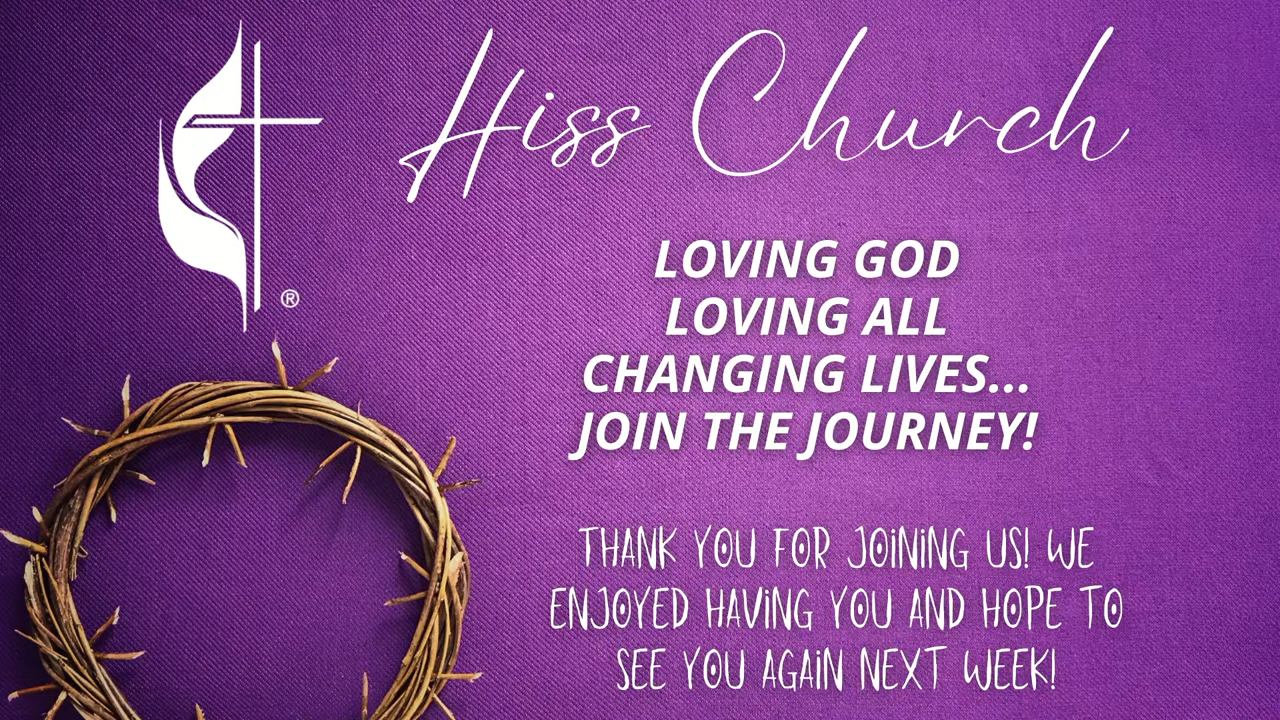 Hiss Church
®
LOVING GOD
LOVING ALL
CHANGING LIVES...
JOIN THE JOURNEY!
THANK YOU FOR JOINING US! WE
ENJOYED HAVING YOU AND HOPE TO
SEE YOU AGAIN NEXT WEEK!